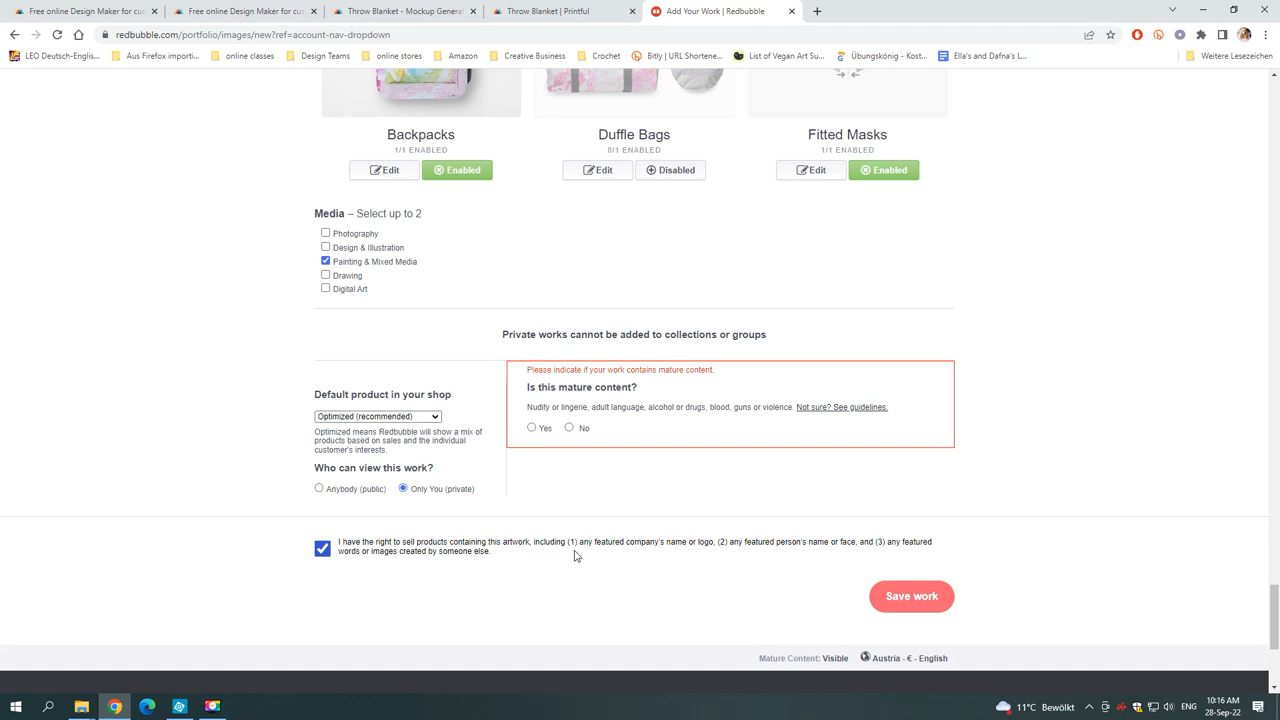 Free online Design Maker for cus
Free online Design Maker for cus
Throw Blanket - Mockup Generat
Throw Blanket | Printful
Add Your Work | Redbubble
redbubble.com/portfolio/images/new?ref=account-nav-dropdown
LEO Deutsch-Englis...
Aus Firefox importi...
online classes
Design Teams
online stores
Amazon
Creative Business
Crochet
Bitly | URL Shortene...
List of Vegan Art Su...
Übungskönig - Kost...
Ella's and Dafna's L...
Weitere Lesezeichen
Backpacks
Duffle Bags
Fitted Masks
1/1 ENABLED
0/1 ENABLED
1/1 ENABLED
Edit
Enabled
Edit
Disabled
Edit
Enabled
Media – Select up to 2
Photography
Design & Illustration
Painting & Mixed Media
Drawing
Digital Art
Private works cannot be added to collections or groups
Default product in your shop
Optimized (recommended)
Optimized means Redbubble will show a mix of
products based on sales and the individual
customer's interests.
Who can view this work?
Anybody (public)
Only You (private)
Please indicate if your work contains mature content.
Is this mature content?
Nudity or lingerie, adult language, alcohol or drugs, blood, guns or violence. Not sure? See guidelines.
Yes
No
I have the right to sell products containing this artwork, including (1) any featured company's name or logo, (2) any featured person's name or face, and (3) any featured
words or images created by someone else.
Save work
Mature Content: Visible
Austria - € - English
11°C Bewölkt
ENG
10:16 AM
28-Sep-22